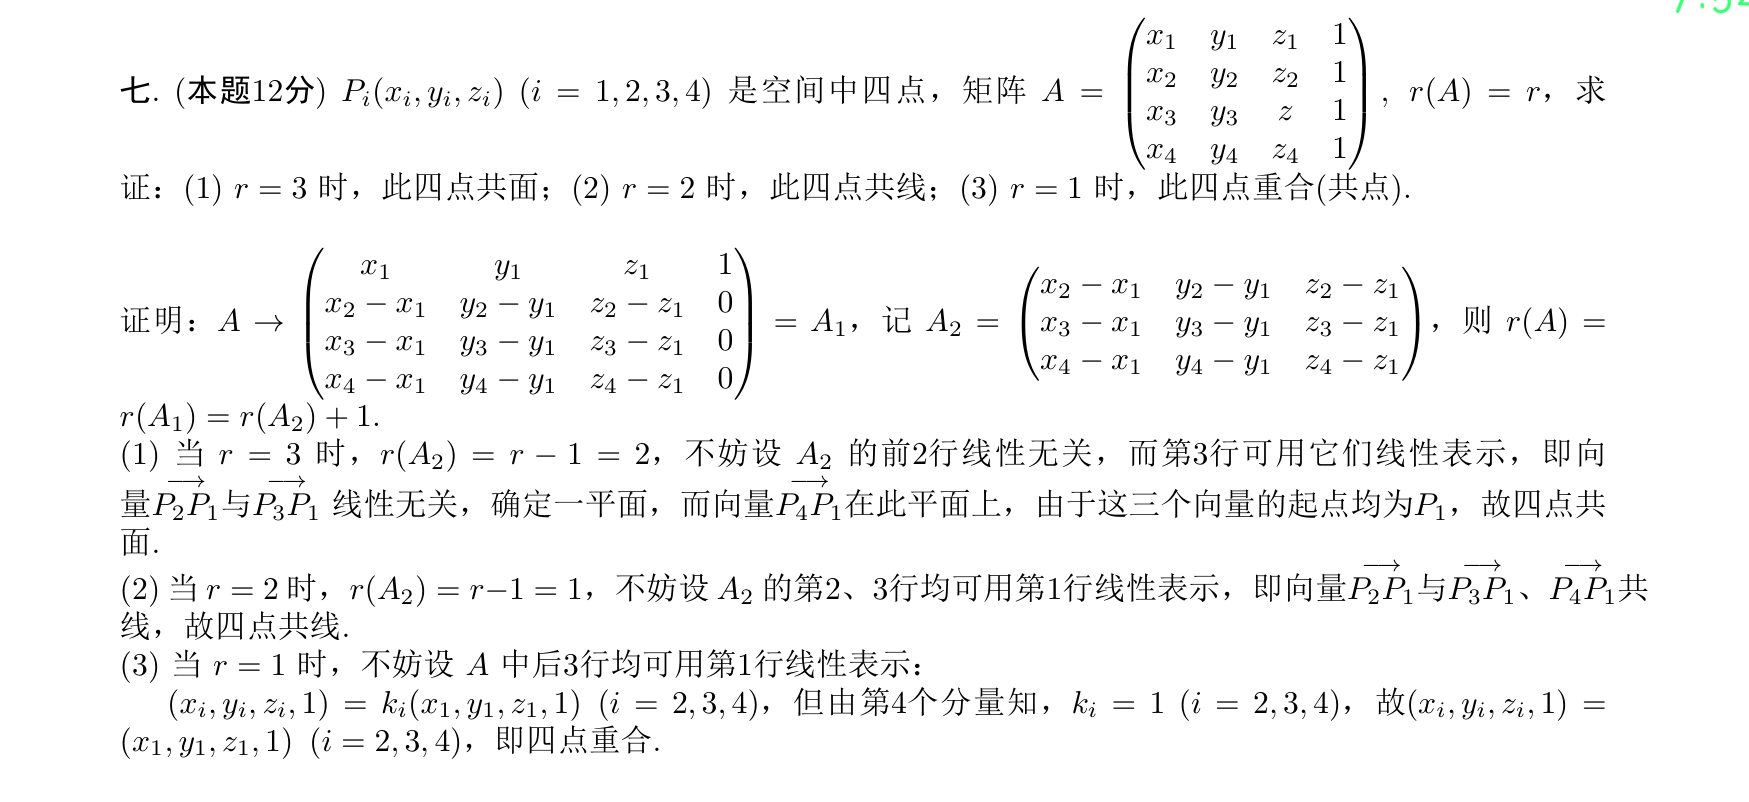 7:54
七. (本题12分) P_i(x_i, y_i, z_i) (i = 1, 2, 3, 4) 是空间中四点，矩阵 A = \begin{pmatrix} x_1 & y_1 & z_1 & 1 \\ x_2 & y_2 & z_2 & 1 \\ x_3 & y_3 & z & 1 \\ x_4 & y_4 & z_4 & 1 \end{pmatrix}, r(A) = r，求
证：(1) r = 3 时，此四点共面；(2) r = 2 时，此四点共线；(3) r = 1 时，此四点重合(共点).
证明：A → \begin{pmatrix} x_1 & y_1 & z_1 & 1 \\ x_2 - x_1 & y_2 - y_1 & z_2 - z_1 & 0 \\ x_3 - x_1 & y_3 - y_1 & z_3 - z_1 & 0 \\ x_4 - x_1 & y_4 - y_1 & z_4 - z_1 & 0 \end{pmatrix} = A_1，记 A_2 = \begin{pmatrix} x_2 - x_1 & y_2 - y_1 & z_2 - z_1 \\ x_3 - x_1 & y_3 - y_1 & z_3 - z_1 \\ x_4 - x_1 & y_4 - y_1 & z_4 - z_1 \end{pmatrix}，则 r(A) =
r(A_1) = r(A_2) + 1.
(1) 当 r = 3 时，r(A_2) = r − 1 = 2，不妨设 A_2 的前2行线性无关，而第3行可用它们线性表示，即向
量\overrightarrow{P_2P_1}与\overrightarrow{P_3P_1} 线性无关，确定一平面，而向量\overrightarrow{P_4P_1}在此平面上，由于这三个向量的起点均为P_1，故四点共
面.
(2) 当 r = 2 时，r(A_2) = r−1 = 1，不妨设 A_2 的第2、3行均可用第1行线性表示，即向量\overrightarrow{P_2P_1}与\overrightarrow{P_3P_1}、\overrightarrow{P_4P_1}共
线，故四点共线.
(3) 当 r = 1 时，不妨设 A 中后3行均可用第1行线性表示：
(x_i, y_i, z_i, 1) = k_i(x_1, y_1, z_1, 1) (i = 2, 3, 4)，但由第4个分量知，k_i = 1 (i = 2, 3, 4)，故(x_i, y_i, z_i, 1) =
(x_1, y_1, z_1, 1) (i = 2, 3, 4)，即四点重合.